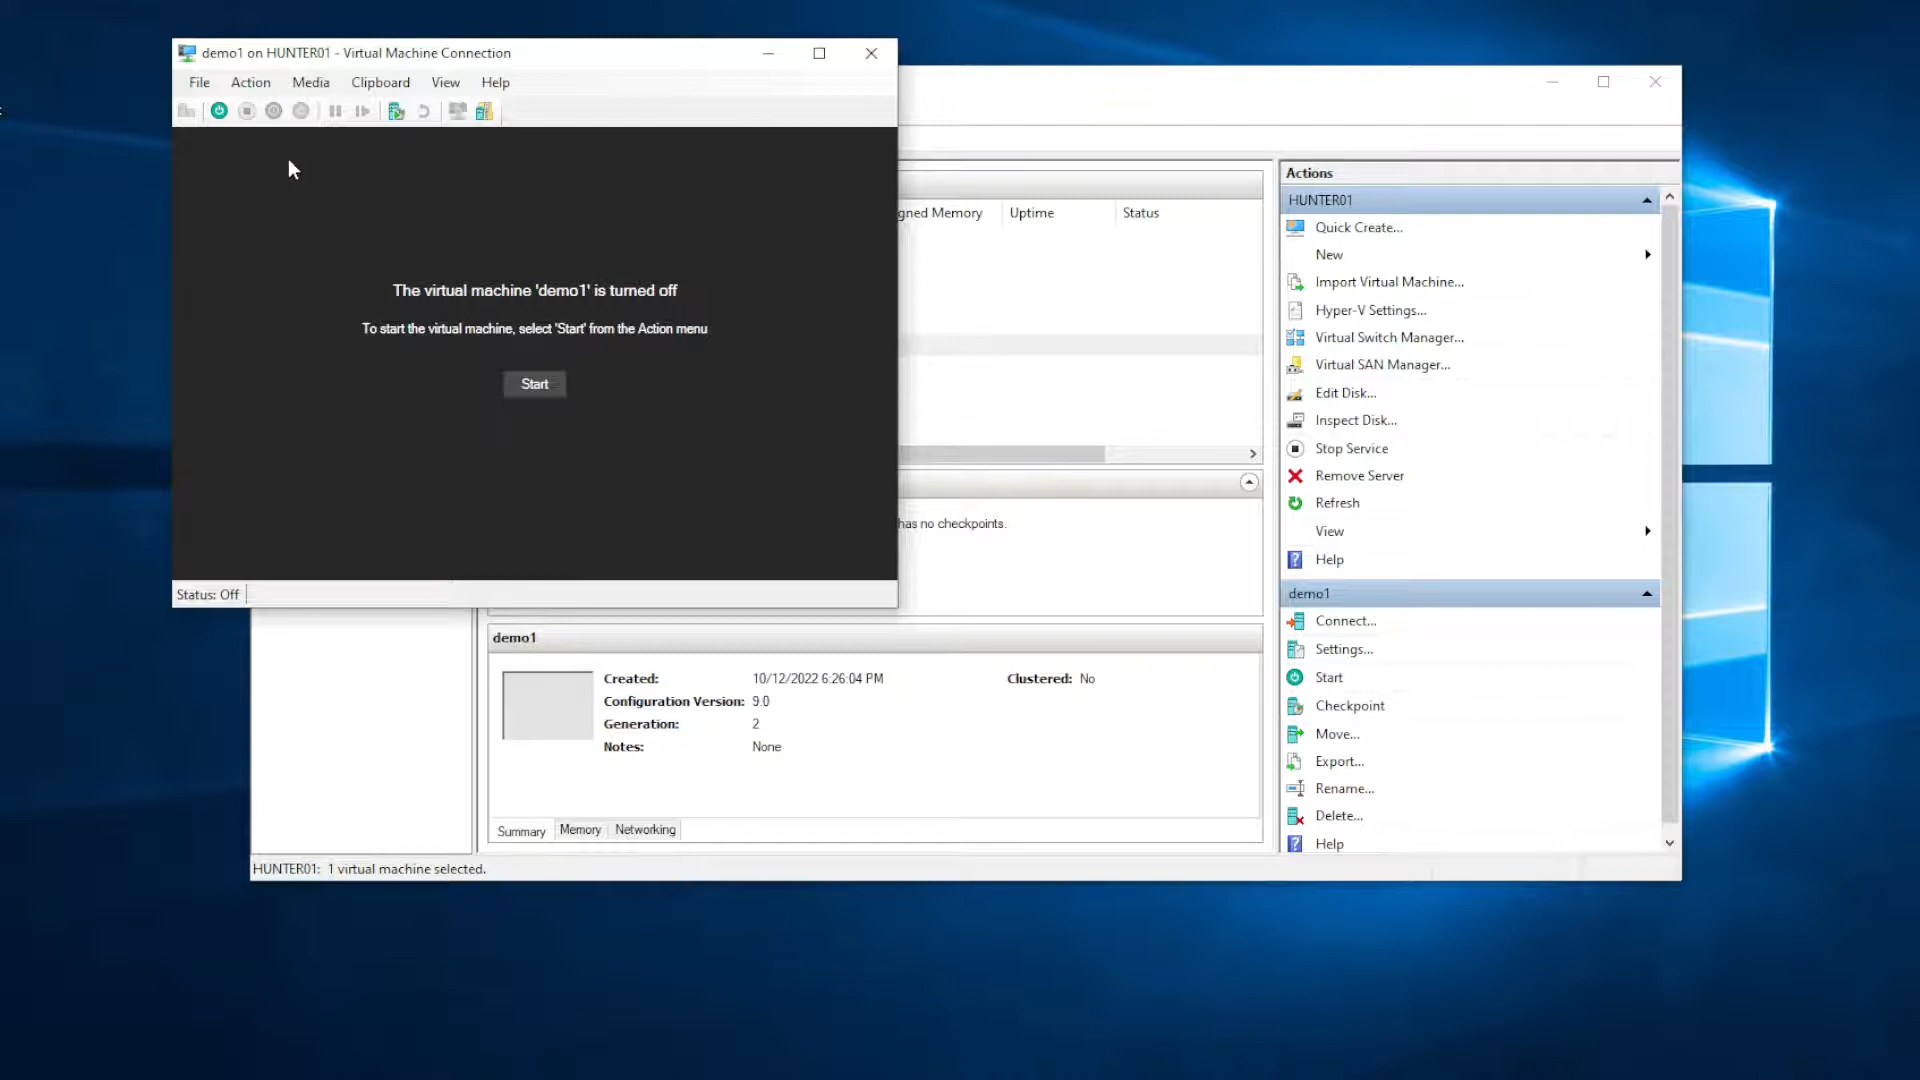 demo1 on HUNTER01 - Virtual Machine Connection
File Action Media Clipboard View Help
The virtual machine 'demo1' is turned off
To start the virtual machine, select 'Start' from the Action menu
Start
Status: Off
gned Memory Uptime Status
has no checkpoints.
demo1
Created: 10/12/2022 6:26:04 PM Clustered: No
Configuration Version: 9.0
Generation: 2
Notes: None
Summary Memory Networking
HUNTER01: 1 virtual machine selected.
Actions
HUNTER01
Quick Create...
New
Import Virtual Machine...
Hyper-V Settings...
Virtual Switch Manager...
Virtual SAN Manager...
Edit Disk...
Inspect Disk...
Stop Service
Remove Server
Refresh
View
Help
demo1
Connect...
Settings...
Start
Checkpoint
Move...
Export...
Rename...
Delete...
Help